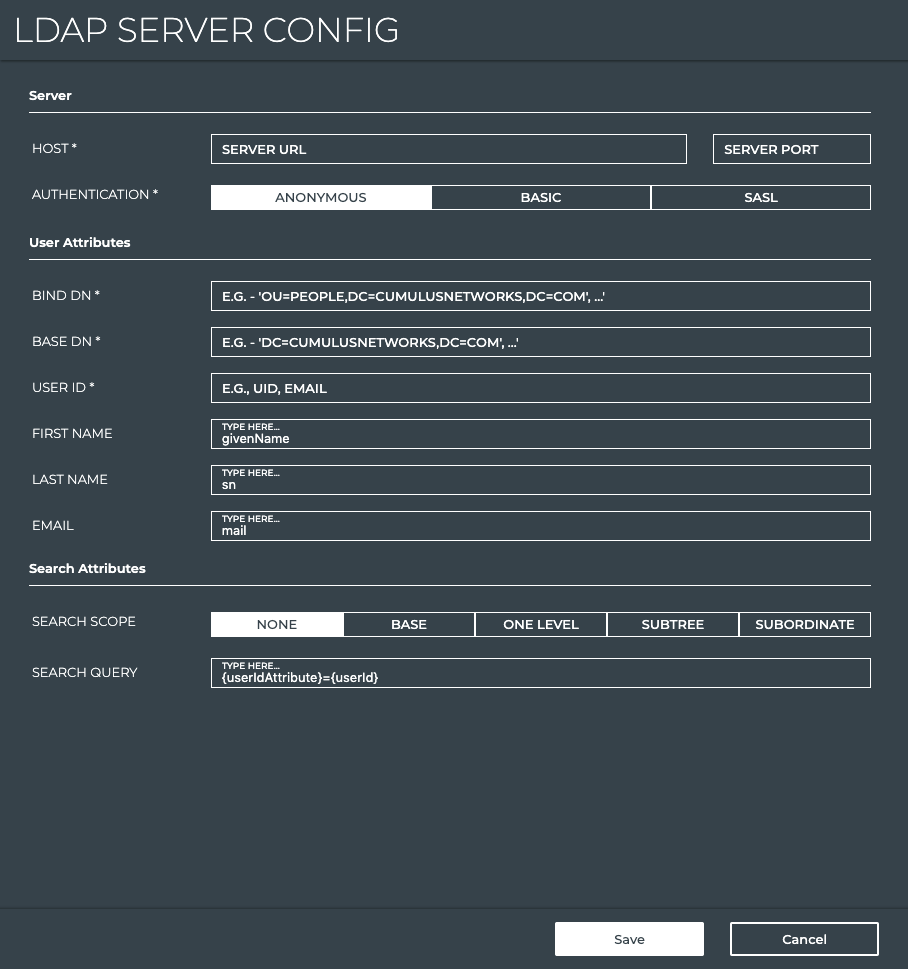 LDAP SERVER CONFIG
Server
HOST * SERVER URL SERVER PORT
AUTHENTICATION * ANONYMOUS BASIC SASL
User Attributes
BIND DN * E.G. - 'OU=PEOPLE,DC=CUMULUSNETWORKS,DC=COM', ...'
BASE DN * E.G. - 'DC=CUMULUSNETWORKS,DC=COM', ...'
USER ID * E.G., UID, EMAIL
FIRST NAME TYPE HERE...
givenName
LAST NAME TYPE HERE...
sn
EMAIL TYPE HERE...
mail
Search Attributes
SEARCH SCOPE NONE BASE ONE LEVEL SUBTREE SUBORDINATE
SEARCH QUERY TYPE HERE...
{userIdAttribute}={userId}
Save Cancel